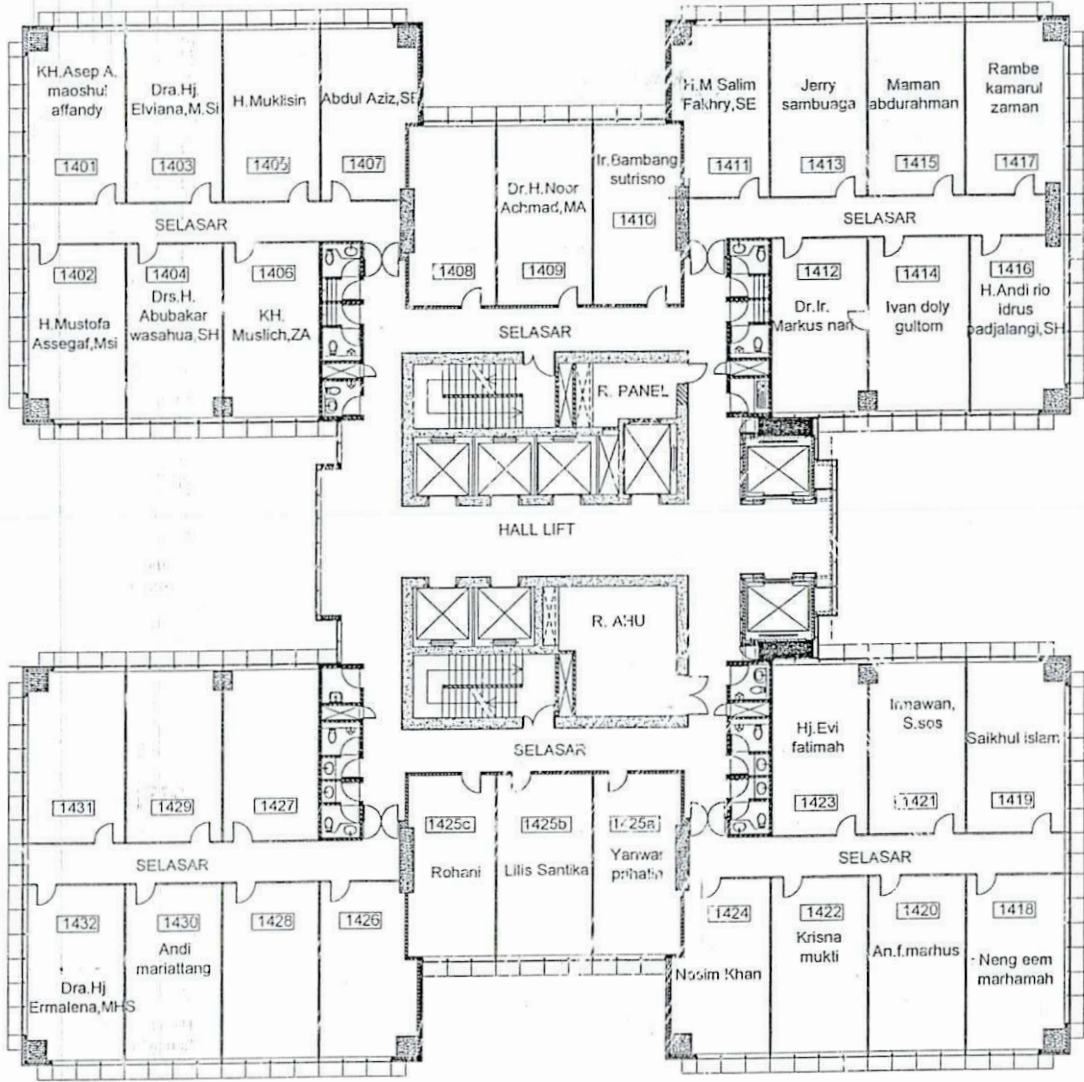 KH.Asep A.
maoshul
affandy
1401
Dra.Hj.
Elviana,M.Si
1403
H.Muklisin
1405
Abdul Aziz,SE
1407
SELASAR
1402
H.Mustofa
Assegaf,Msi
1404
Drs.H.
Abubakar
wasahua,SH
1406
KH.
Muslich,ZA
1408
Dr.H.Noor
Achmad,MA
1409
Ir.Bambang
sutrisno
1410
SELASAR
H.M Salim
Fakhry,SE
1411
Jerry
sambuaga
1413
Maman
abdurahman
1415
Rambe
kamarul
zaman
1417
SELASAR
1412
Dr.Ir.
Markus nari
1414
Ivan doly
gultom
1416
H.Andi rio
idrus
padjalangi,SH
R. PANEL
HALL LIFT
R. AHU
SELASAR
1431
1429
1427
SELASAR
1432
Dra.Hj
Ermalena,MHS
1430
Andi
mariattang
1428
1426
1425c
Rohani
1425b
Lilis Santika
1425a
Yanwar
prihatin
Hj.Evi
fatimah
1423
Irmawan,
S.sos
1421
Saikhul islam
1419
SELASAR
1424
Nasim Khan
1422
Krisna
mukti
1420
An.f.marhus
1418
Neng eem
marhamah